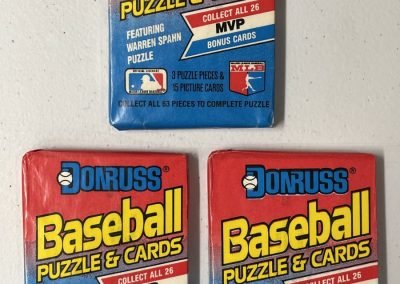 PUZZLE & CARDS
COLLECT ALL 26
MVP
BONUS CARDS
FEATURING
WARREN SPAHN
PUZZLE
3 PUZZLE PIECES &
15 PICTURE CARDS
MLB
COLLECT ALL 63 PIECES TO COMPLETE PUZZLE
DONRUSS®
Baseball
PUZZLE & CARDS
COLLECT ALL 26
DONRUSS®
Baseball
PUZZLE & CARDS
COLLECT ALL 26